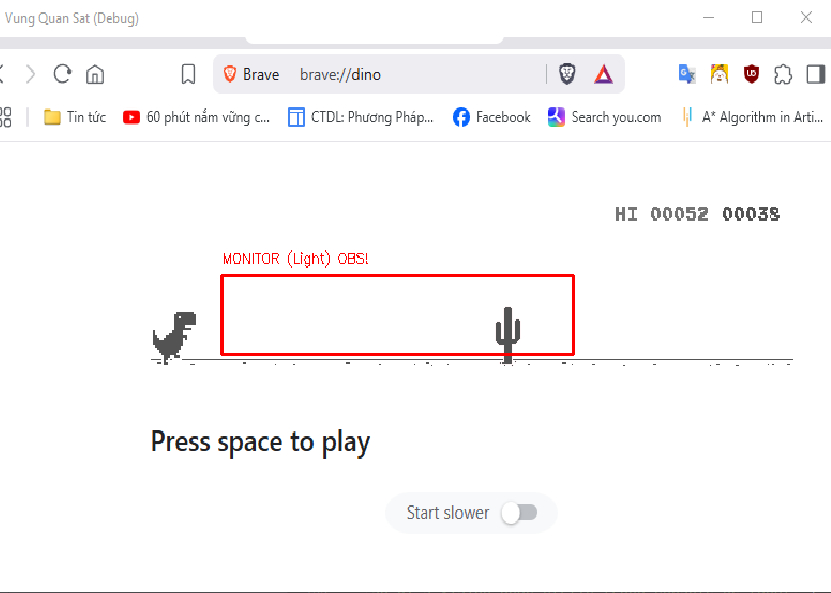 Vung Quan Sat (Debug)
Brave brave://dino
Tin tức 60 phút nắm vững c... CTDL: Phương Pháp... Facebook Search you.com A* Algorithm in Arti...
HI 00052 00038
MONITOR (Light) OBS!
Press space to play
Start slower